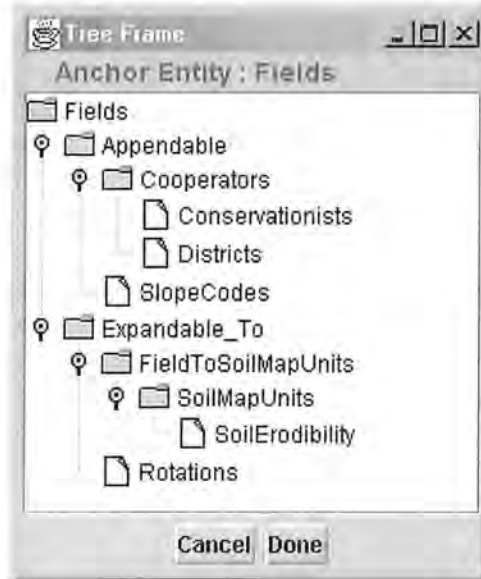 Tree Frame
Anchor Entity : Fields
Fields
Appendable
Cooperators
Conservationists
Districts
SlopeCodes
Expandable_To
FieldToSoilMapUnits
SoilMapUnits
SoilErodibility
Rotations
Cancel Done